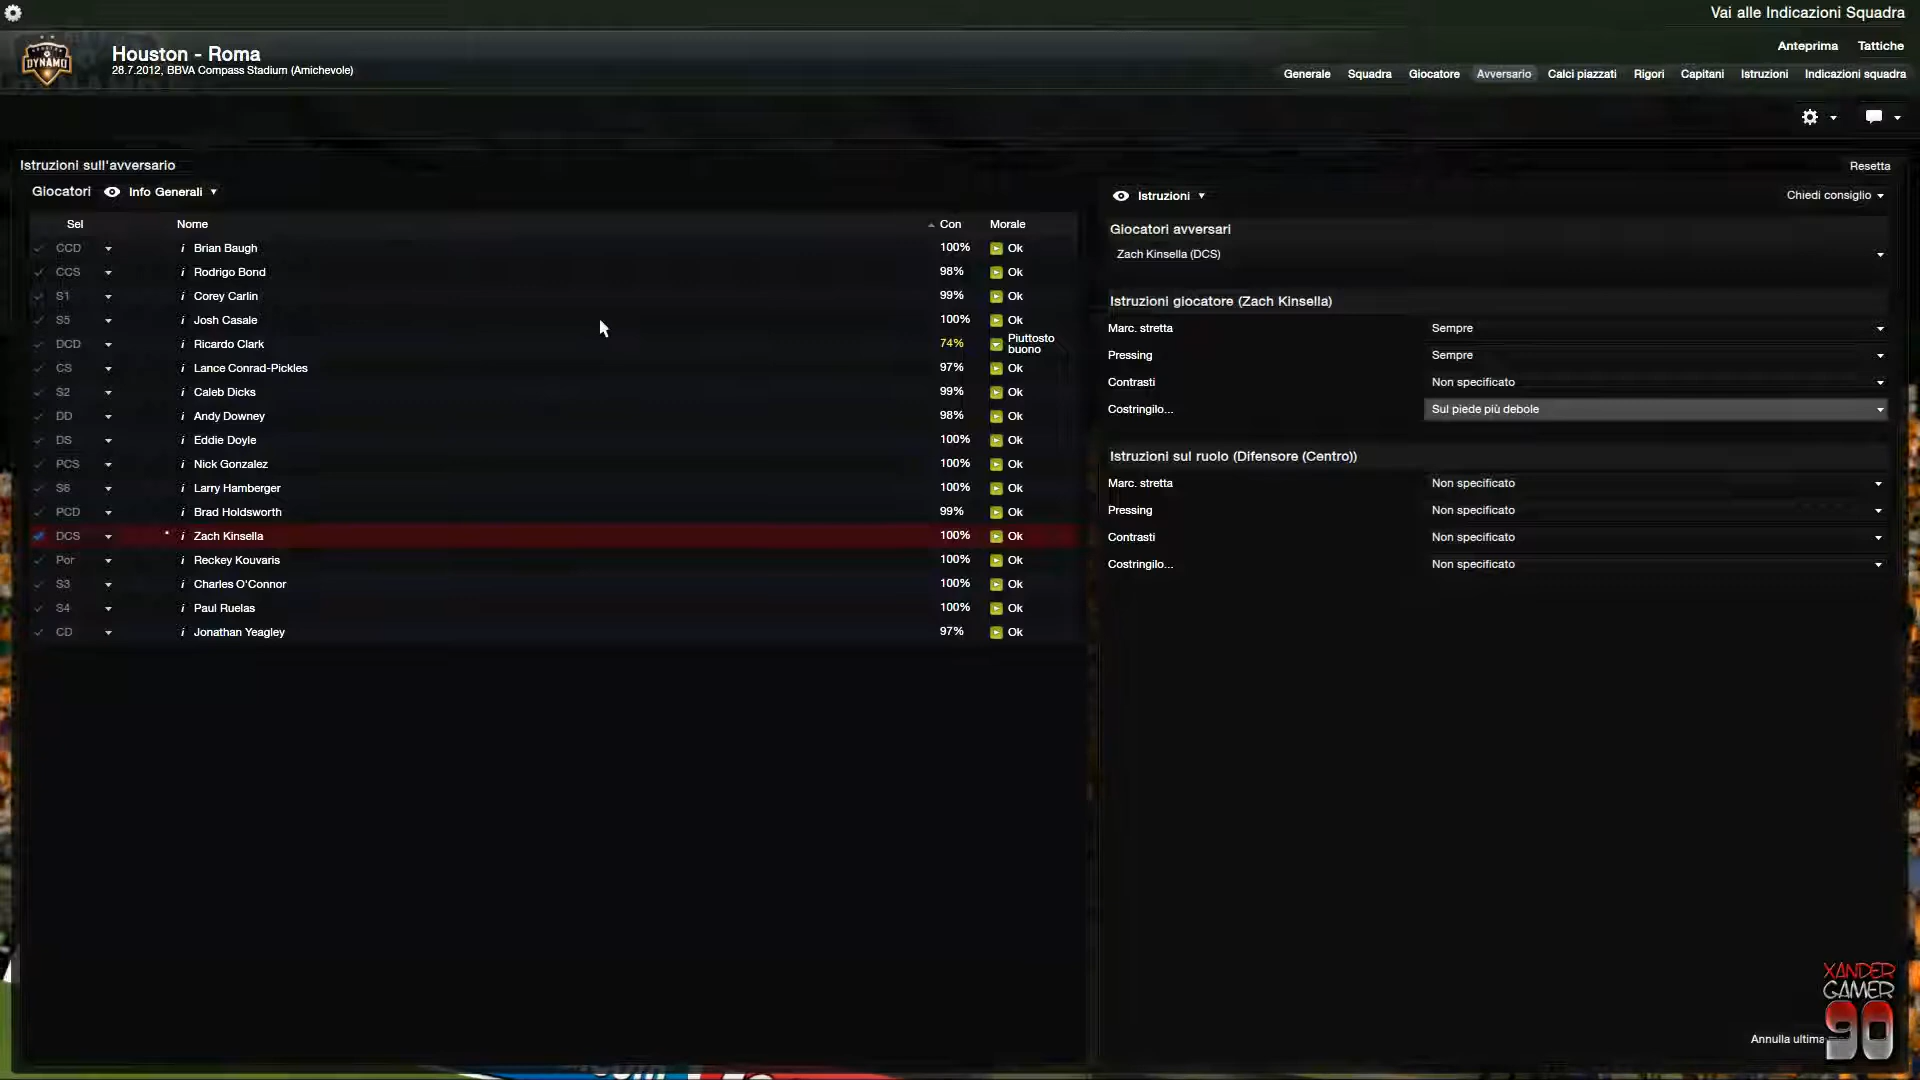 Vai alle Indicazioni Squadra
DYNAMO
Houston - Roma
28.7.2012, BBVA Compass Stadium (Amichevole)
Anteprima Tattiche
Generale Squadra Giocatore Avversario Calci piazzati Rigori Capitani Istruzioni Indicazioni squadra
Istruzioni sull'avversario
Resetta
Giocatori Info Generali
Sel Nome Con Morale
CCD i Brian Baugh 100% Ok
CCS i Rodrigo Bond 98% Ok
S1 i Corey Carlin 99% Ok
S5 i Josh Casale 100% Ok
DCD i Ricardo Clark 74% Piuttosto buono
CS i Lance Conrad-Pickles 97% Ok
S2 i Caleb Dicks 99% Ok
DD i Andy Downey 98% Ok
DS i Eddie Doyle 100% Ok
PCS i Nick Gonzalez 100% Ok
S6 i Larry Hamberger 100% Ok
PCD i Brad Holdsworth 99% Ok
DCS i Zach Kinsella 100% Ok
Por i Reckey Kouvaris 100% Ok
S3 i Charles O'Connor 100% Ok
S4 i Paul Ruelas 100% Ok
CD i Jonathan Yeagley 97% Ok
Istruzioni Chiedi consiglio
Giocatori avversari
Zach Kinsella (DCS)
Istruzioni giocatore (Zach Kinsella)
Marc. stretta Sempre
Pressing Sempre
Contrasti Non specificato
Costringilo... Sul piede più debole
Istruzioni sul ruolo (Difensore (Centro))
Marc. stretta Non specificato
Pressing Non specificato
Contrasti Non specificato
Costringilo... Non specificato
XANDER
GAMER
90
Annulla ultima